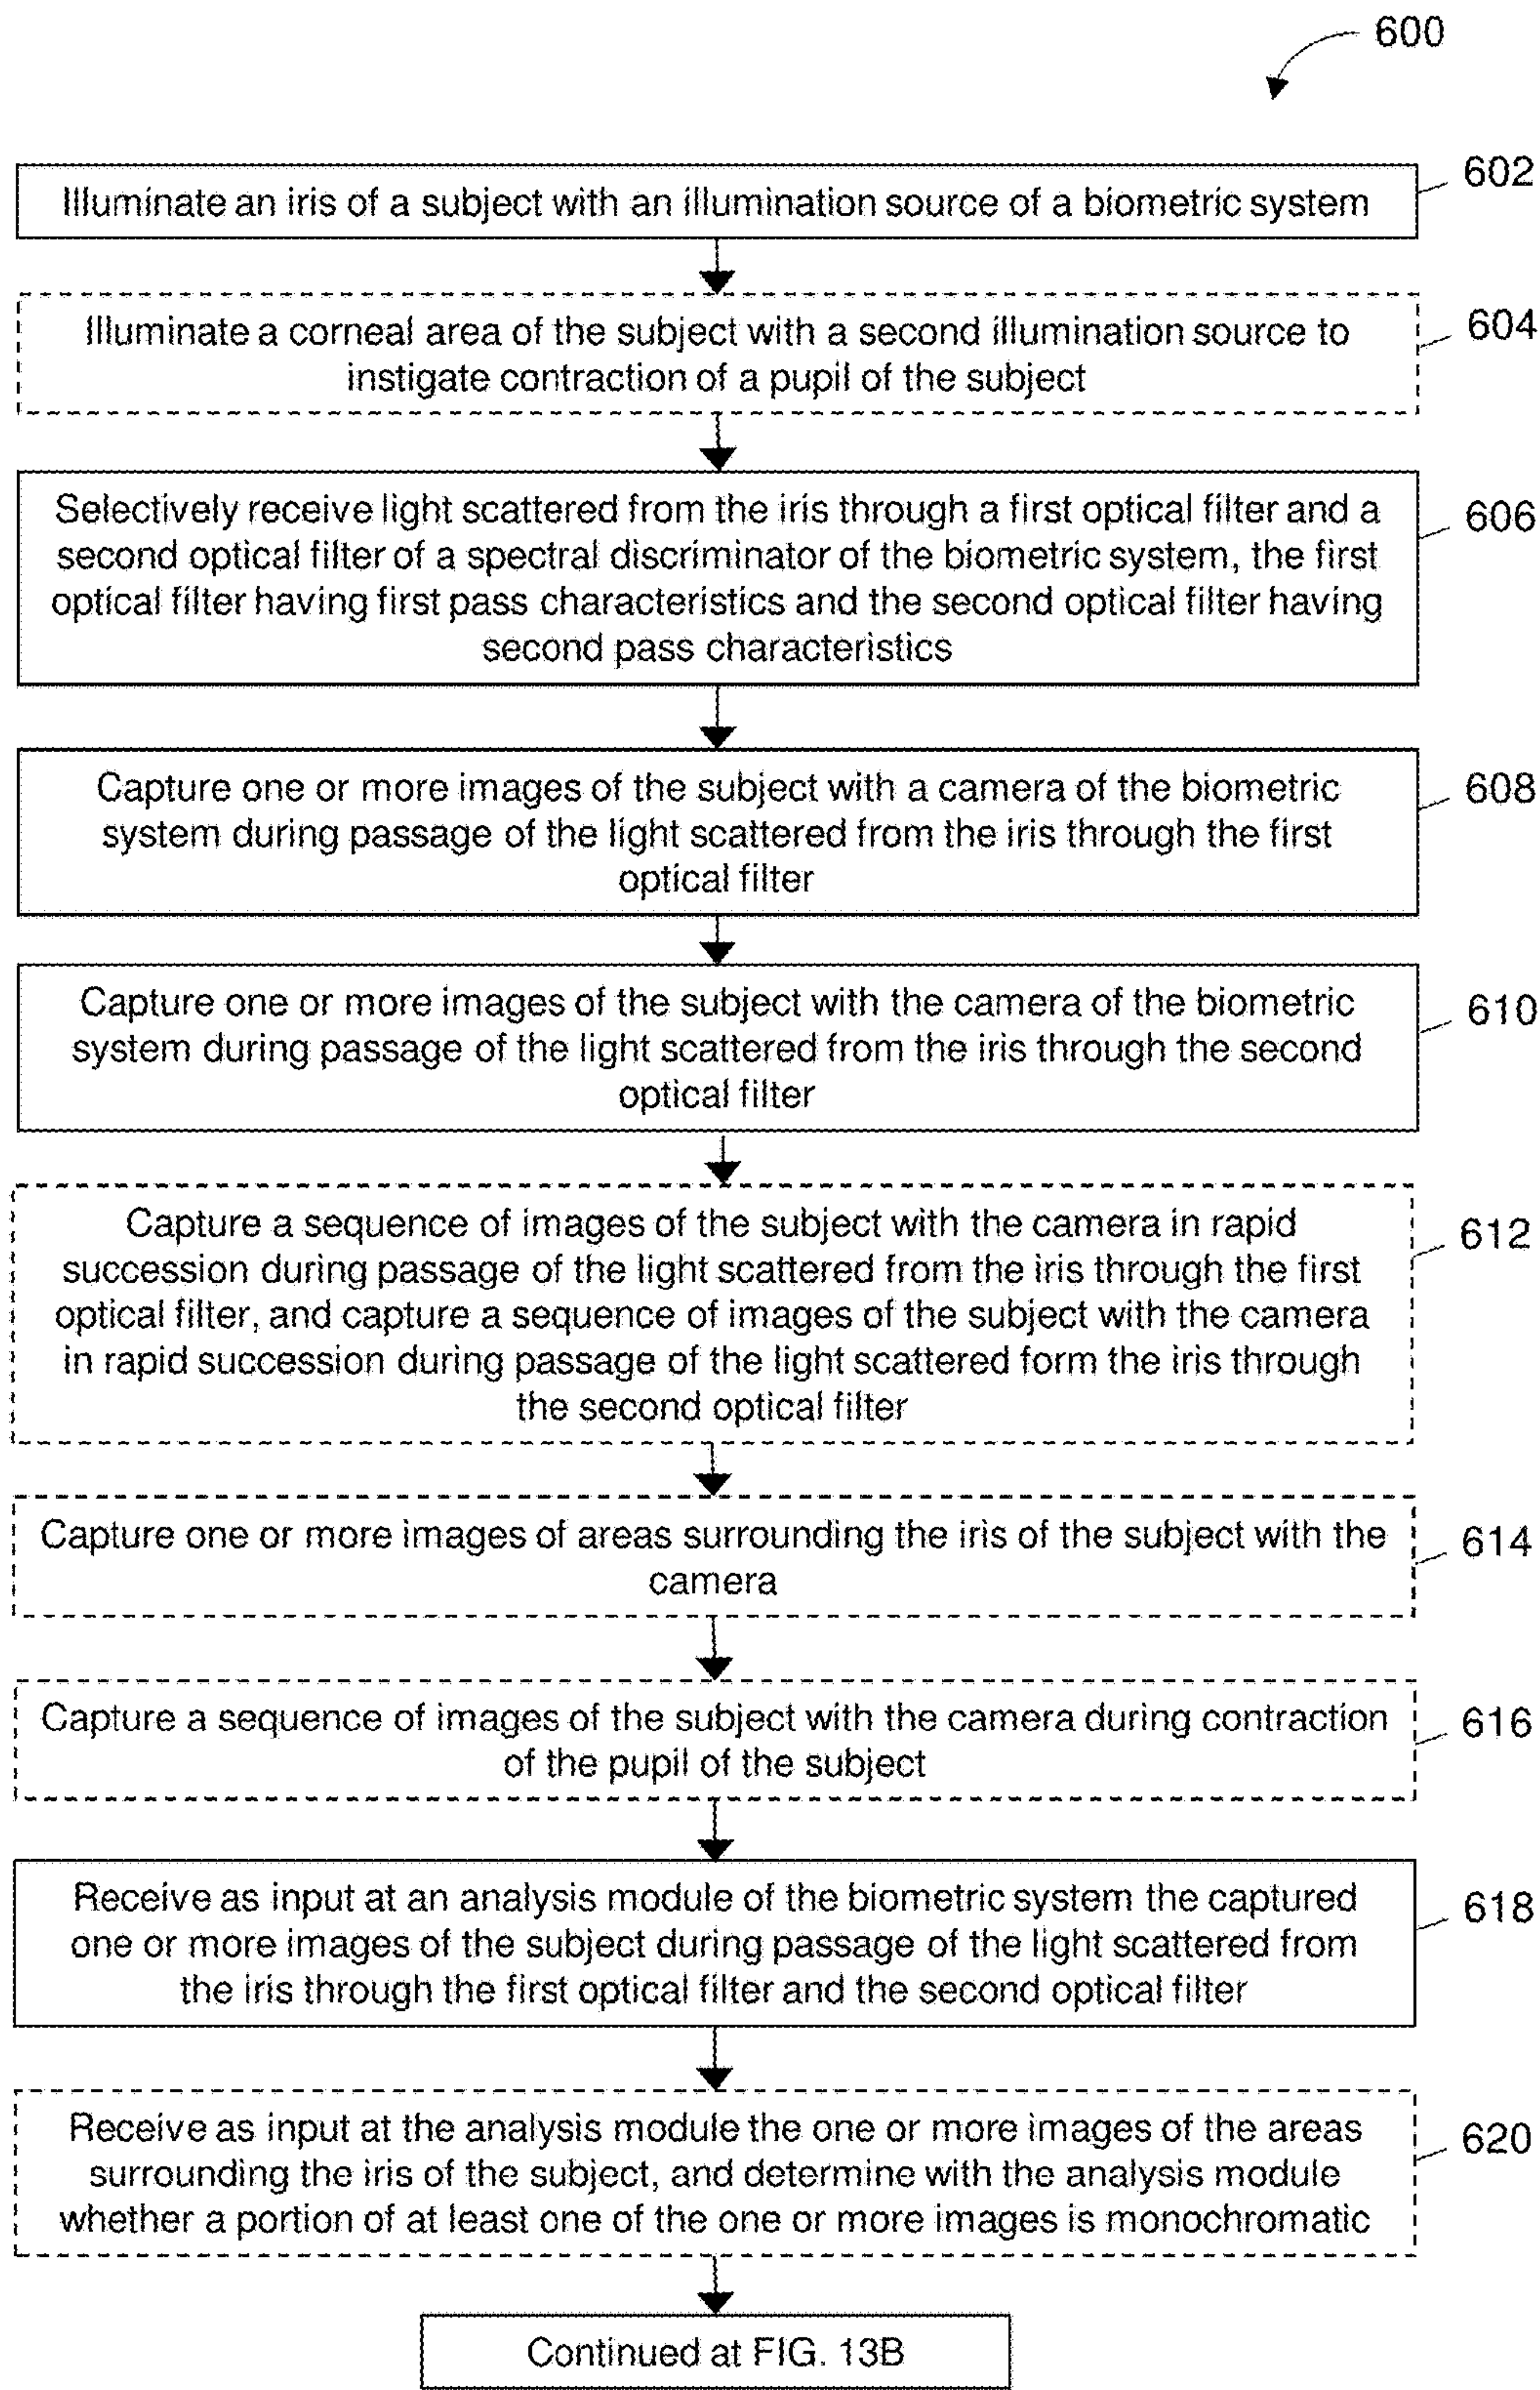 600
Illuminate an iris of a subject with an illumination source of a biometric system
602
Illuminate a corneal area of the subject with a second illumination source to
instigate contraction of a pupil of the subject
604
Selectively receive light scattered from the iris through a first optical filter and a
second optical filter of a spectral discriminator of the biometric system, the first
optical filter having first pass characteristics and the second optical filter having
second pass characteristics
606
Capture one or more images of the subject with a camera of the biometric
system during passage of the light scattered from the iris through the first
optical filter
608
Capture one or more images of the subject with the camera of the biometric
system during passage of the light scattered from the iris through the second
optical filter
610
Capture a sequence of images of the subject with the camera in rapid
succession during passage of the light scattered from the iris through the first
optical filter, and capture a sequence of images of the subject with the camera
in rapid succession during passage of the light scattered form the iris through
the second optical filter
612
Capture one or more images of areas surrounding the iris of the subject with the
camera
614
Capture a sequence of images of the subject with the camera during contraction
of the pupil of the subject
616
Receive as input at an analysis module of the biometric system the captured
one or more images of the subject during passage of the light scattered from
the iris through the first optical filter and the second optical filter
618
Receive as input at the analysis module the one or more images of the areas
surrounding the iris of the subject, and determine with the analysis module
whether a portion of at least one of the one or more images is monochromatic
620
Continued at FIG. 13B